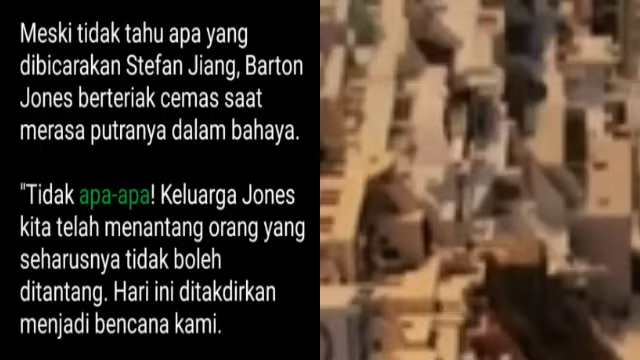 Meski tidak tahu apa yang
dibicarakan Stefan Jiang, Barton
Jones berteriak cemas saat
merasa putranya dalam bahaya.
"Tidak apa-apa! Keluarga Jones
kita telah menantang orang yang
seharusnya tidak boleh
ditantang. Hari ini ditakdirkan
menjadi bencana kami.